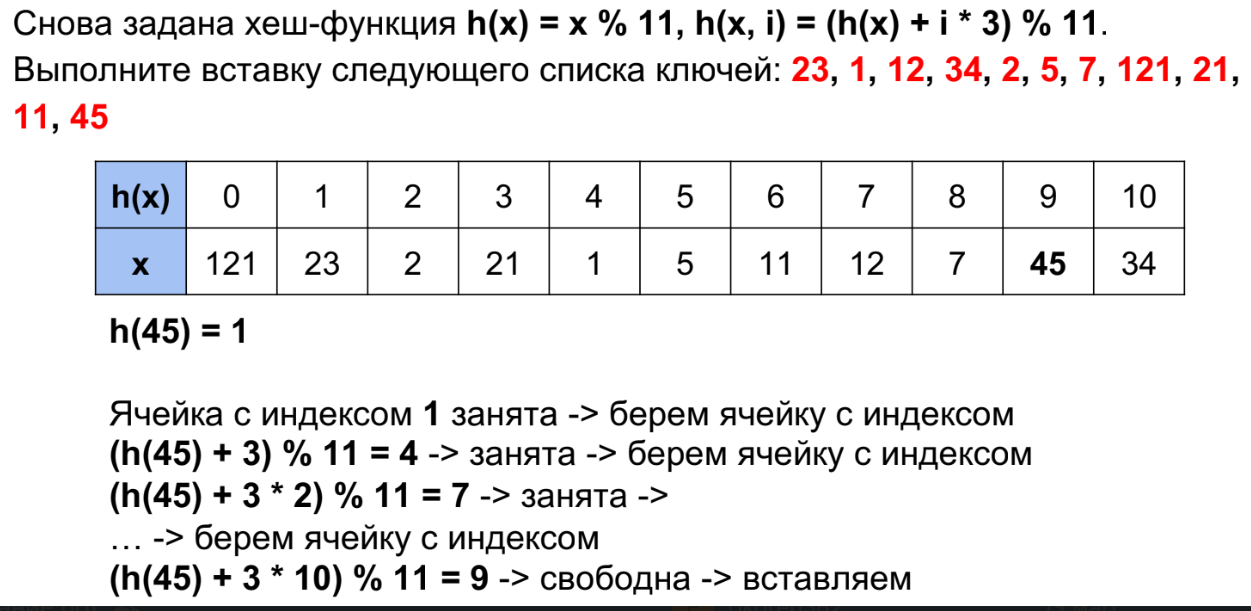 Снова задана хеш-функция h(x) = x % 11, h(x, i) = (h(x) + i * 3) % 11.
Выполните вставку следующего списка ключей: 23, 1, 12, 34, 2, 5, 7, 121, 21,
11, 45
h(x) 0 1 2 3 4 5 6 7 8 9 10
x 121 23 2 21 1 5 11 12 7 45 34
h(45) = 1
Ячейка с индексом 1 занята -> берем ячейку с индексом
(h(45) + 3) % 11 = 4 -> занята -> берем ячейку с индексом
(h(45) + 3 * 2) % 11 = 7 -> занята ->
… -> берем ячейку с индексом
(h(45) + 3 * 10) % 11 = 9 -> свободна -> вставляем